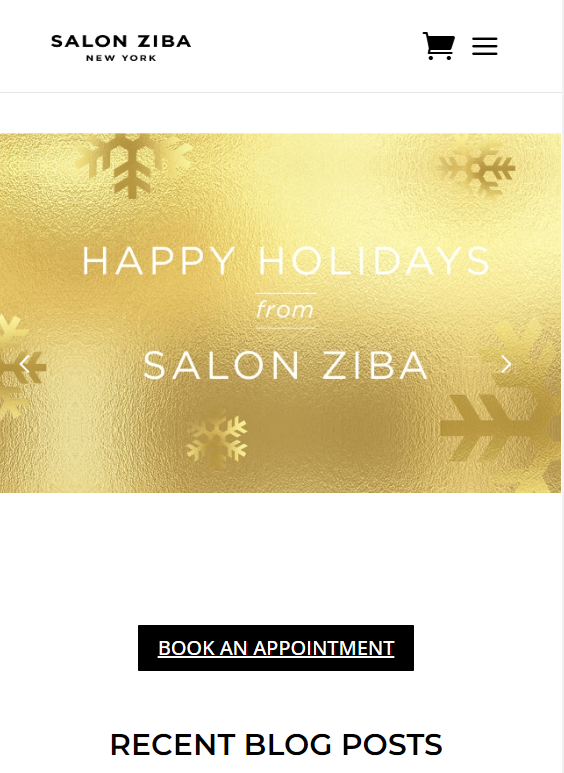 SALON ZIBA
NEW YORK
HAPPY HOLIDAYS
from
SALON ZIBA
BOOK AN APPOINTMENT
RECENT BLOG POSTS